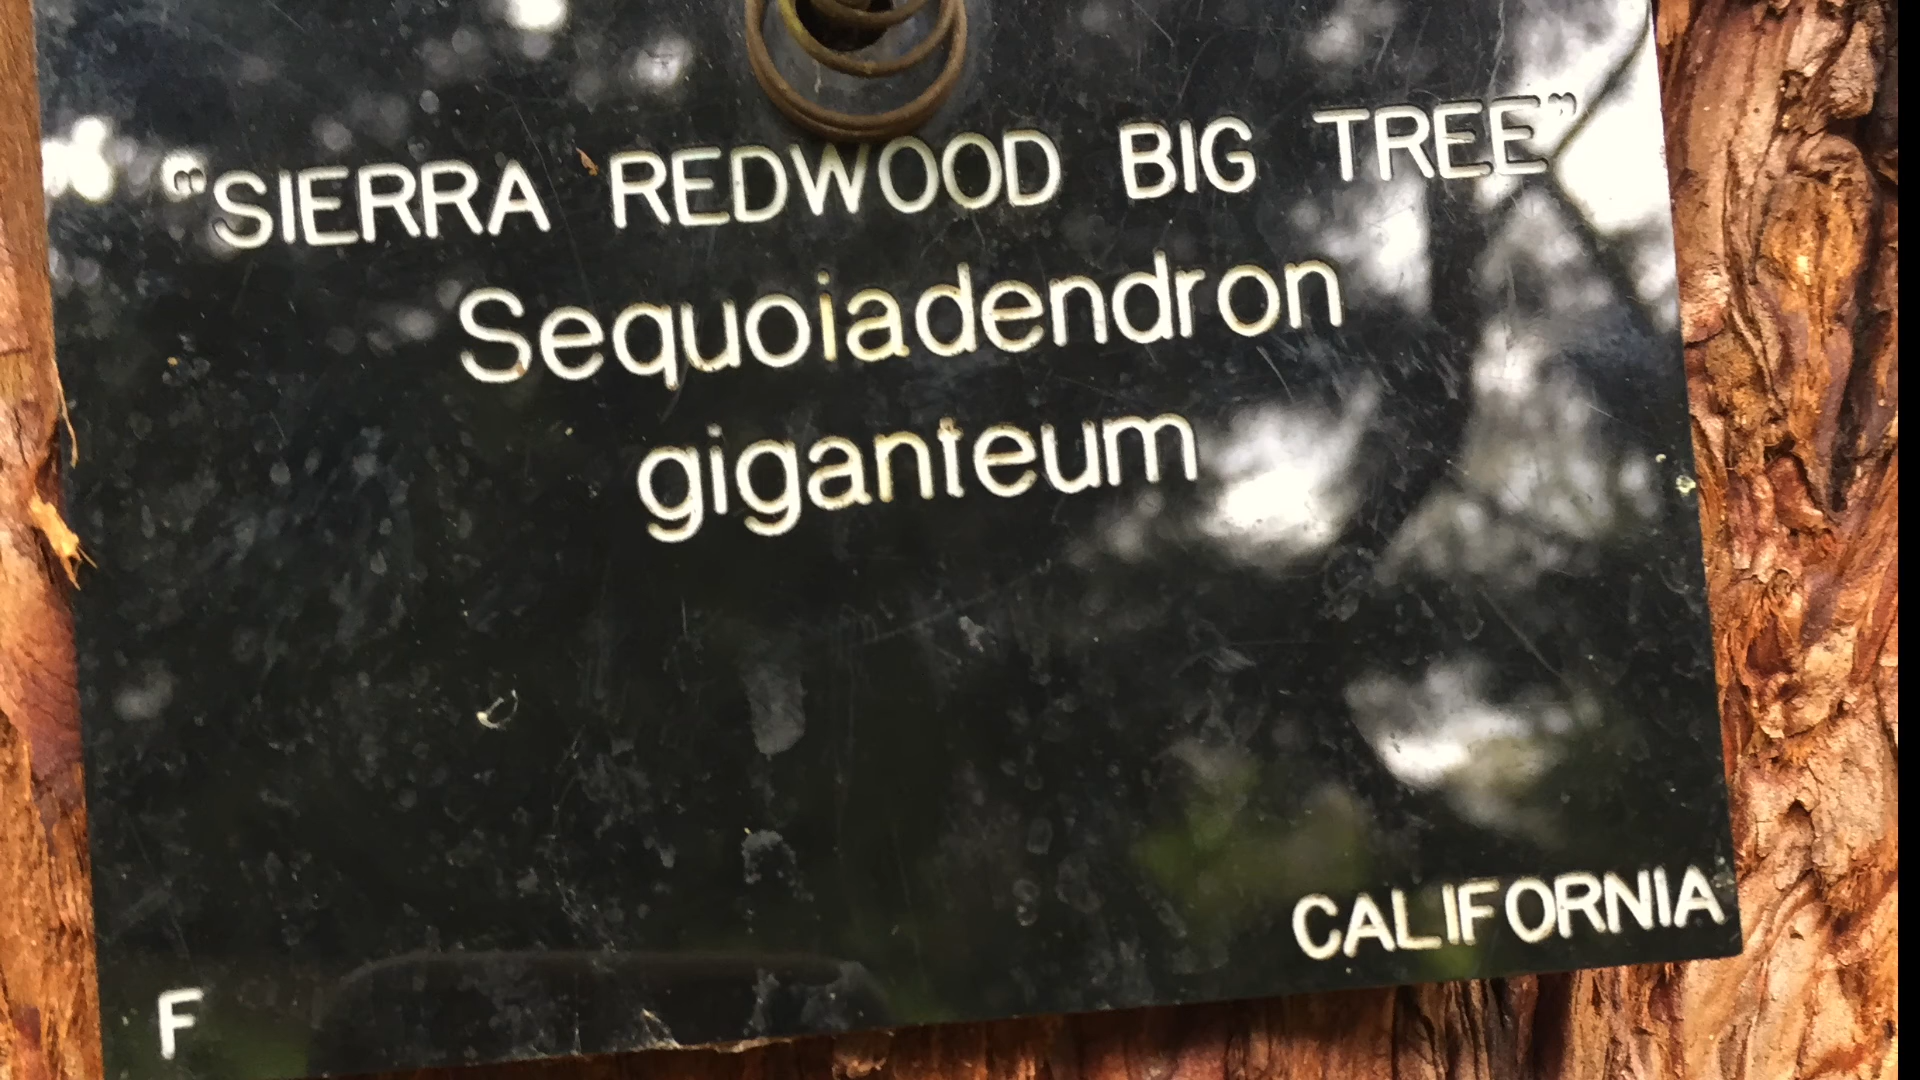 “SIERRA REDWOOD BIG TREE”
Sequoiadendron
giganteum
CALIFORNIA
F